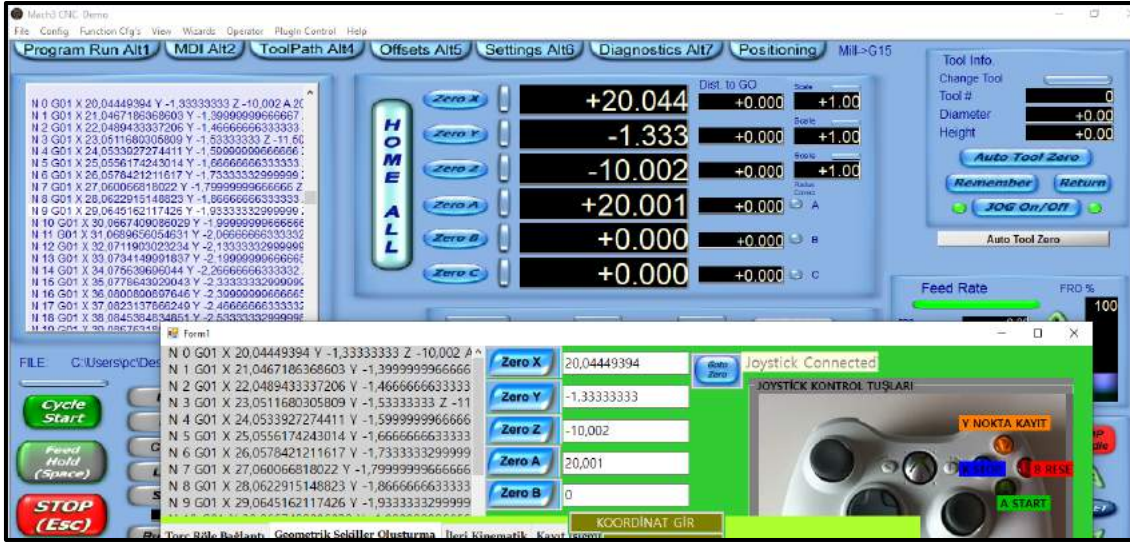 Mach3 CNC Demo
File Config Function Cfg's View Wizards Operator Plugin Control Help
Program Run Alt1 MDI Alt2 ToolPath Alt4 Offsets Alt5 Settings Alt6 Diagnostics Alt7 Positioning Mill->G15
N 0 G01 X 20,04449394 Y -1,33333333 Z -10,002 A 20
N 1 G01 X 21,0467186368603 Y -1,39999999666667
N 2 G01 X 22,0489433337206 Y -1,46666666333333
N 3 G01 X 23,0511680305809 Y -1,53333333 Z -11,50
N 4 G01 X 24,0533927274411 Y -1,59999999666666
N 5 G01 X 25,0556174243014 Y -1,66666666333333
N 6 G01 X 26,0578421211617 Y -1,73333332999999
N 7 G01 X 27,060066818022 Y -1,79999999666666 Z
N 8 G01 X 28,0622915148823 Y -1,86666666333333
N 9 G01 X 29,0645162117426 Y -1,93333332999999
N 10 G01 X 30,0667409086029 Y -1,99999999666666
N 11 G01 X 31,0689656054631 Y -2,06666666333332
N 12 G01 X 32,0711903023234 Y -2,13333332999999
N 13 G01 X 33,0734149991837 Y -2,19999999666665
N 14 G01 X 34,075639696044 Y -2,26666666333332
N 15 G01 X 35,0778643929043 Y -2,33333332999999
N 16 G01 X 36,0800890897646 Y -2,39999999666665
N 17 G01 X 37,0823137866249 Y -2,46666666333332
N 18 G01 X 38,0845384834851 Y -2,53333332999998
HOME ALL
Dist. to GO
Zero X +20.044 +0.000 Scale +1.00
Zero Y -1.333 +0.000 Scale +1.00
Zero Z -10.002 +0.000 Scale +1.00
Radius Correct
Zero A +20.001 +0.000 A
Zero B +0.000 +0.000 B
Zero C +0.000 +0.000 C
Tool Info.
Change Tool
Tool # 0
Diameter +0.00
Height +0.00
Auto Tool Zero
Remember Return
JOG On/Off
Auto Tool Zero
Feed Rate
FRO %
100
FILE: C:\Users\pc\Des
Cycle Start
Feed Hold (Space)
STOP (Esc)
Form1
N 0 G01 X 20,04449394 Y -1,33333333 Z -10,002 A
N 1 G01 X 21,0467186368603 Y -1,3999999966666
N 2 G01 X 22,0489433337206 Y -1,4666666633333
N 3 G01 X 23,0511680305809 Y -1,53333333 Z -11
N 4 G01 X 24,0533927274411 Y -1,5999999966666
N 5 G01 X 25,0556174243014 Y -1,6666666633333
N 6 G01 X 26,0578421211617 Y -1,7333333299999
N 7 G01 X 27,060066818022 Y -1,79999999666666
N 8 G01 X 28,0622915148823 Y -1,8666666633333
N 9 G01 X 29,0645162117426 Y -1,9333333299999
Zero X 20,04449394
Zero Y -1,33333333
Zero Z -10,002
Zero A 20,001
Zero B 0
Goto Zero
Joystick Connected
JOYSTİCK KONTROL TUŞLARI
Y NOKTA KAYIT
X STOP
B RESE
A START
KOORDİNAT GİR
Torç Röle Bağlantı Geometrik Şekiller Oluşturma İleri Kinematik Kayıt İşlemi